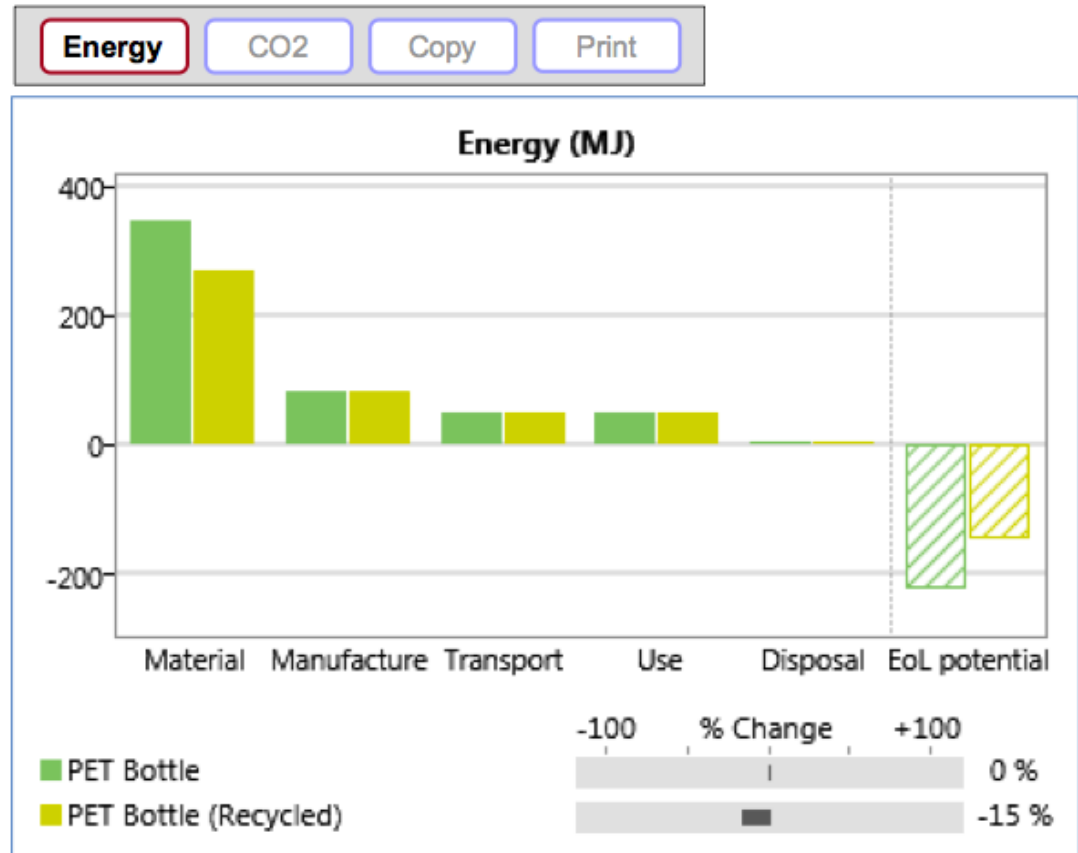 Energy CO2 Copy Print
Energy (MJ)
400
200
0
-200
Material Manufacture Transport Use Disposal EoL potential
-100 % Change +100
PET Bottle 0 %
PET Bottle (Recycled) -15 %